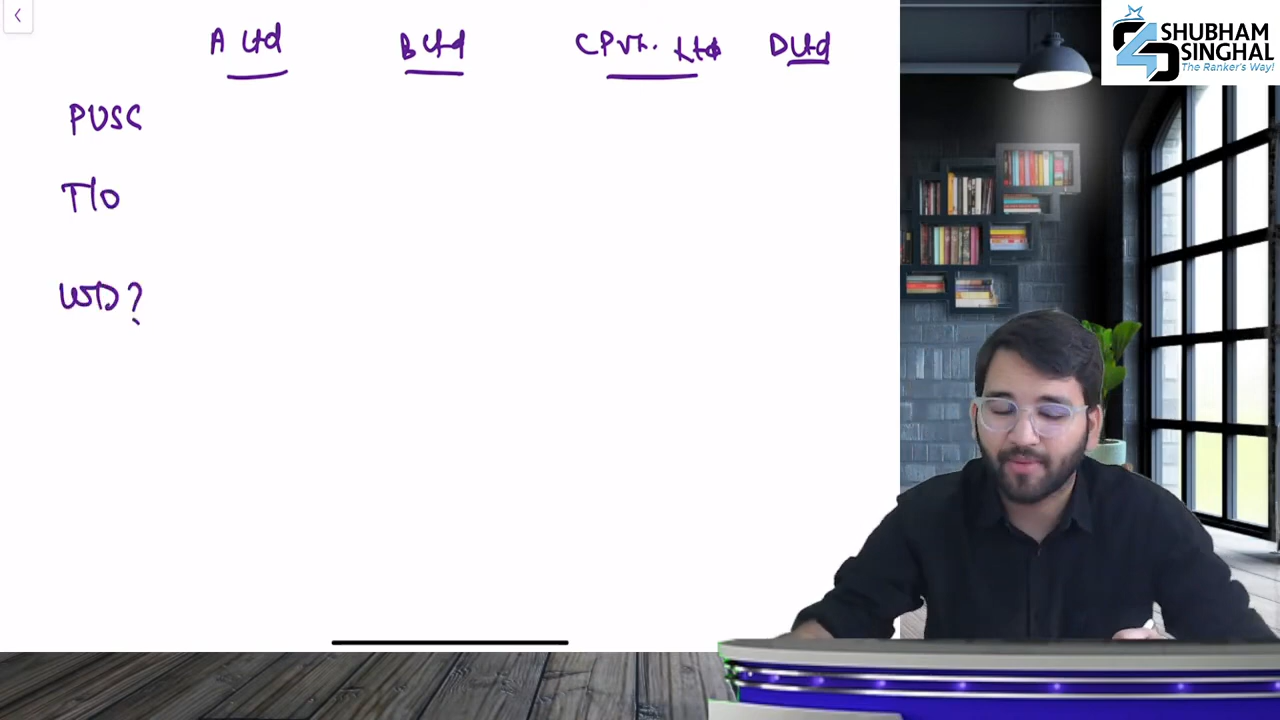 A Ltd B Ltd C Pvt. Ltd D Ltd
PUSC
T/O
WD?
SHUBHAM
SINGHAL
The Ranker's Way!